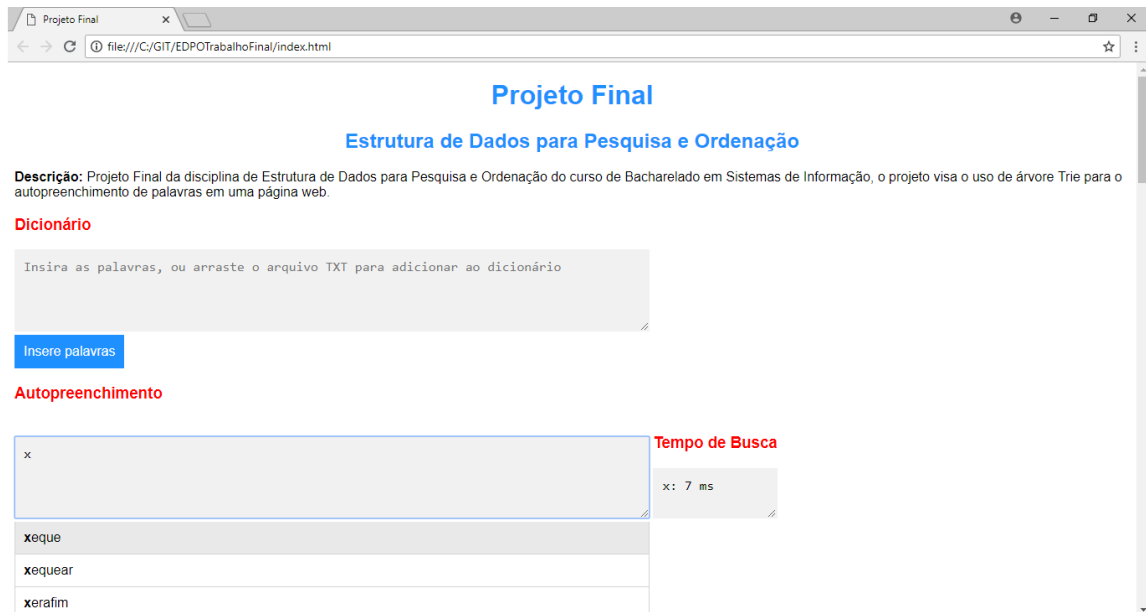 Projeto Final
file:///C:/GIT/EDPOTrabalhoFinal/index.html
Projeto Final
Estrutura de Dados para Pesquisa e Ordenação
Descrição: Projeto Final da disciplina de Estrutura de Dados para Pesquisa e Ordenação do curso de Bacharelado em Sistemas de Informação, o projeto visa o uso de árvore Trie para o
autopreenchimento de palavras em uma página web.
Dicionário
Insira as palavras, ou arraste o arquivo TXT para adicionar ao dicionário
Insere palavras
Autopreenchimento
x
Tempo de Busca
x: 7 ms
xeque
xequear
xerafim